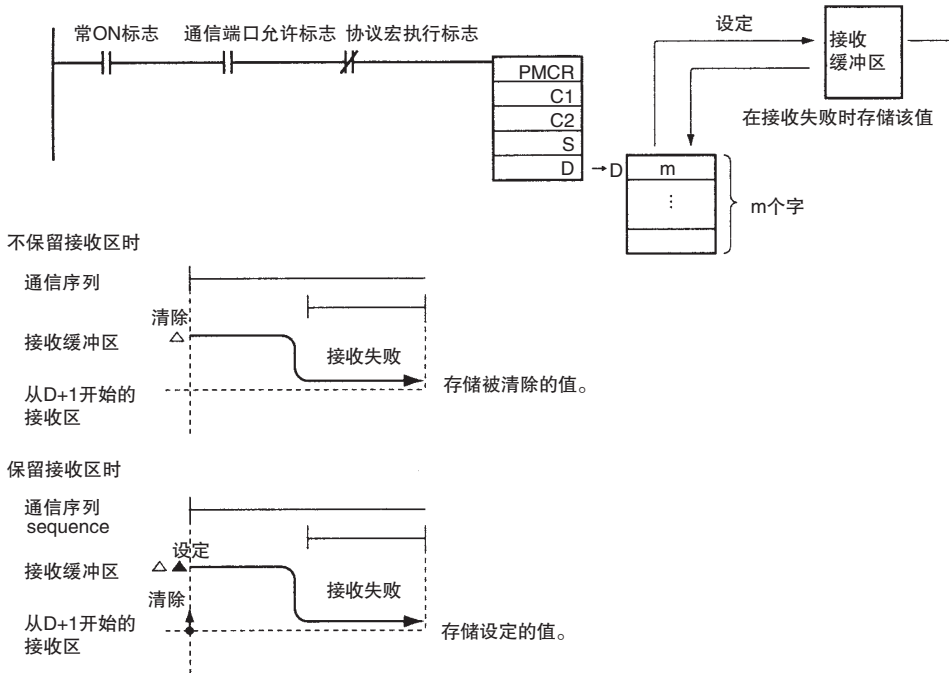 常ON标志 通信端口允许标志 协议宏执行标志
PMCR
C1
C2
S
D
→D
m
⋮
m个字
设定
接收
缓冲区
在接收失败时存储该值
不保留接收区时
通信序列
清除
接收缓冲区
接收失败
从D+1开始的
接收区
存储被清除的值。
保留接收区时
通信序列
sequence
设定
接收缓冲区
清除
接收失败
从D+1开始的
接收区
存储设定的值。